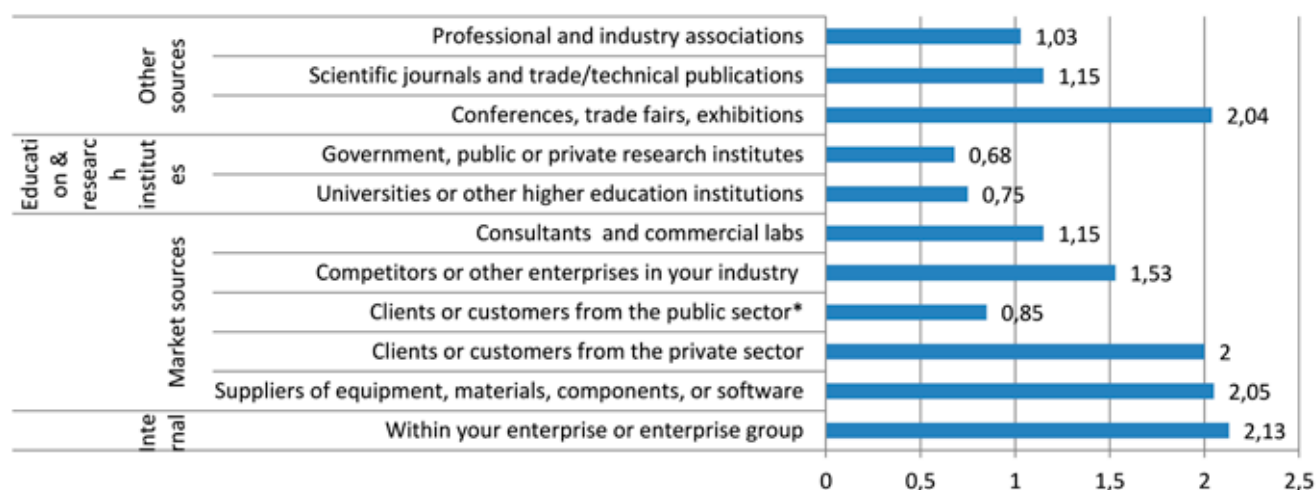 Other
sources
Professional and industry associations
1,03
Scientific journals and trade/technical publications
1,15
Conferences, trade fairs, exhibitions
2,04
Educati
on &
researc
h
institut
es
Government, public or private research institutes
0,68
Universities or other higher education institutions
0,75
Market sources
Consultants and commercial labs
1,15
Competitors or other enterprises in your industry
1,53
Clients or customers from the public sector*
0,85
Clients or customers from the private sector
2
Suppliers of equipment, materials, components, or software
2,05
Inte
rnal
Within your enterprise or enterprise group
2,13
0 0,5 1 1,5 2 2,5